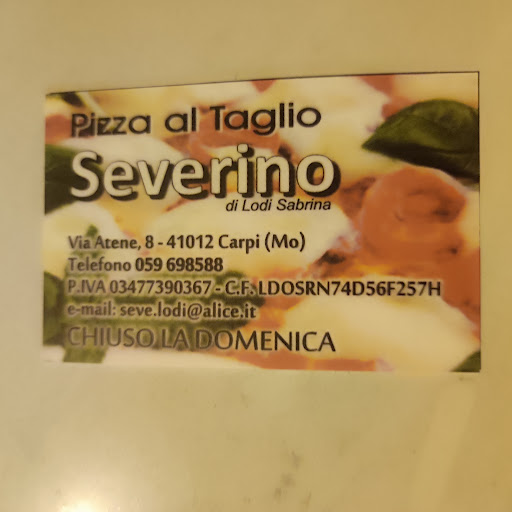 Pizza al Taglio
Severino
di Lodi Sabrina
Via Atene, 8 - 41012 Carpi (Mo)
Telefono 059 698588
P.IVA 03477390367 - C.F. LDOSRN74D56F257H
e-mail: seve.lodi@alice.it
CHIUSO LA DOMENICA